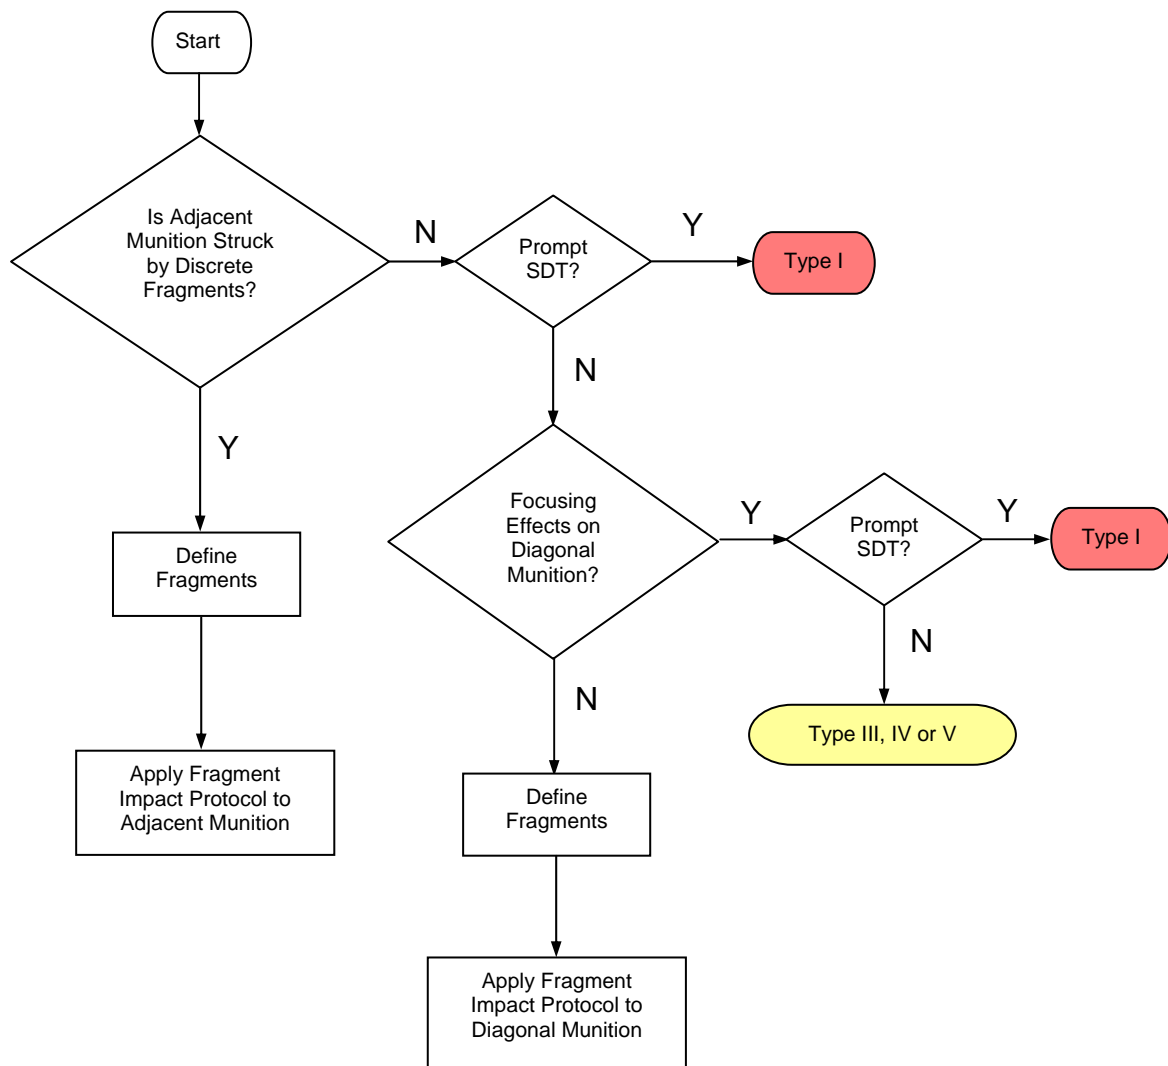 Start
Is Adjacent
Munition Struck
by Discrete
Fragments?
N
Prompt
SDT?
Y
Type I
N
Y
Focusing
Effects on
Diagonal
Munition?
Y
Prompt
SDT?
Y
Type I
Define
Fragments
N
N
Type III, IV or V
Apply Fragment
Impact Protocol to
Adjacent Munition
Define
Fragments
Apply Fragment
Impact Protocol to
Diagonal Munition